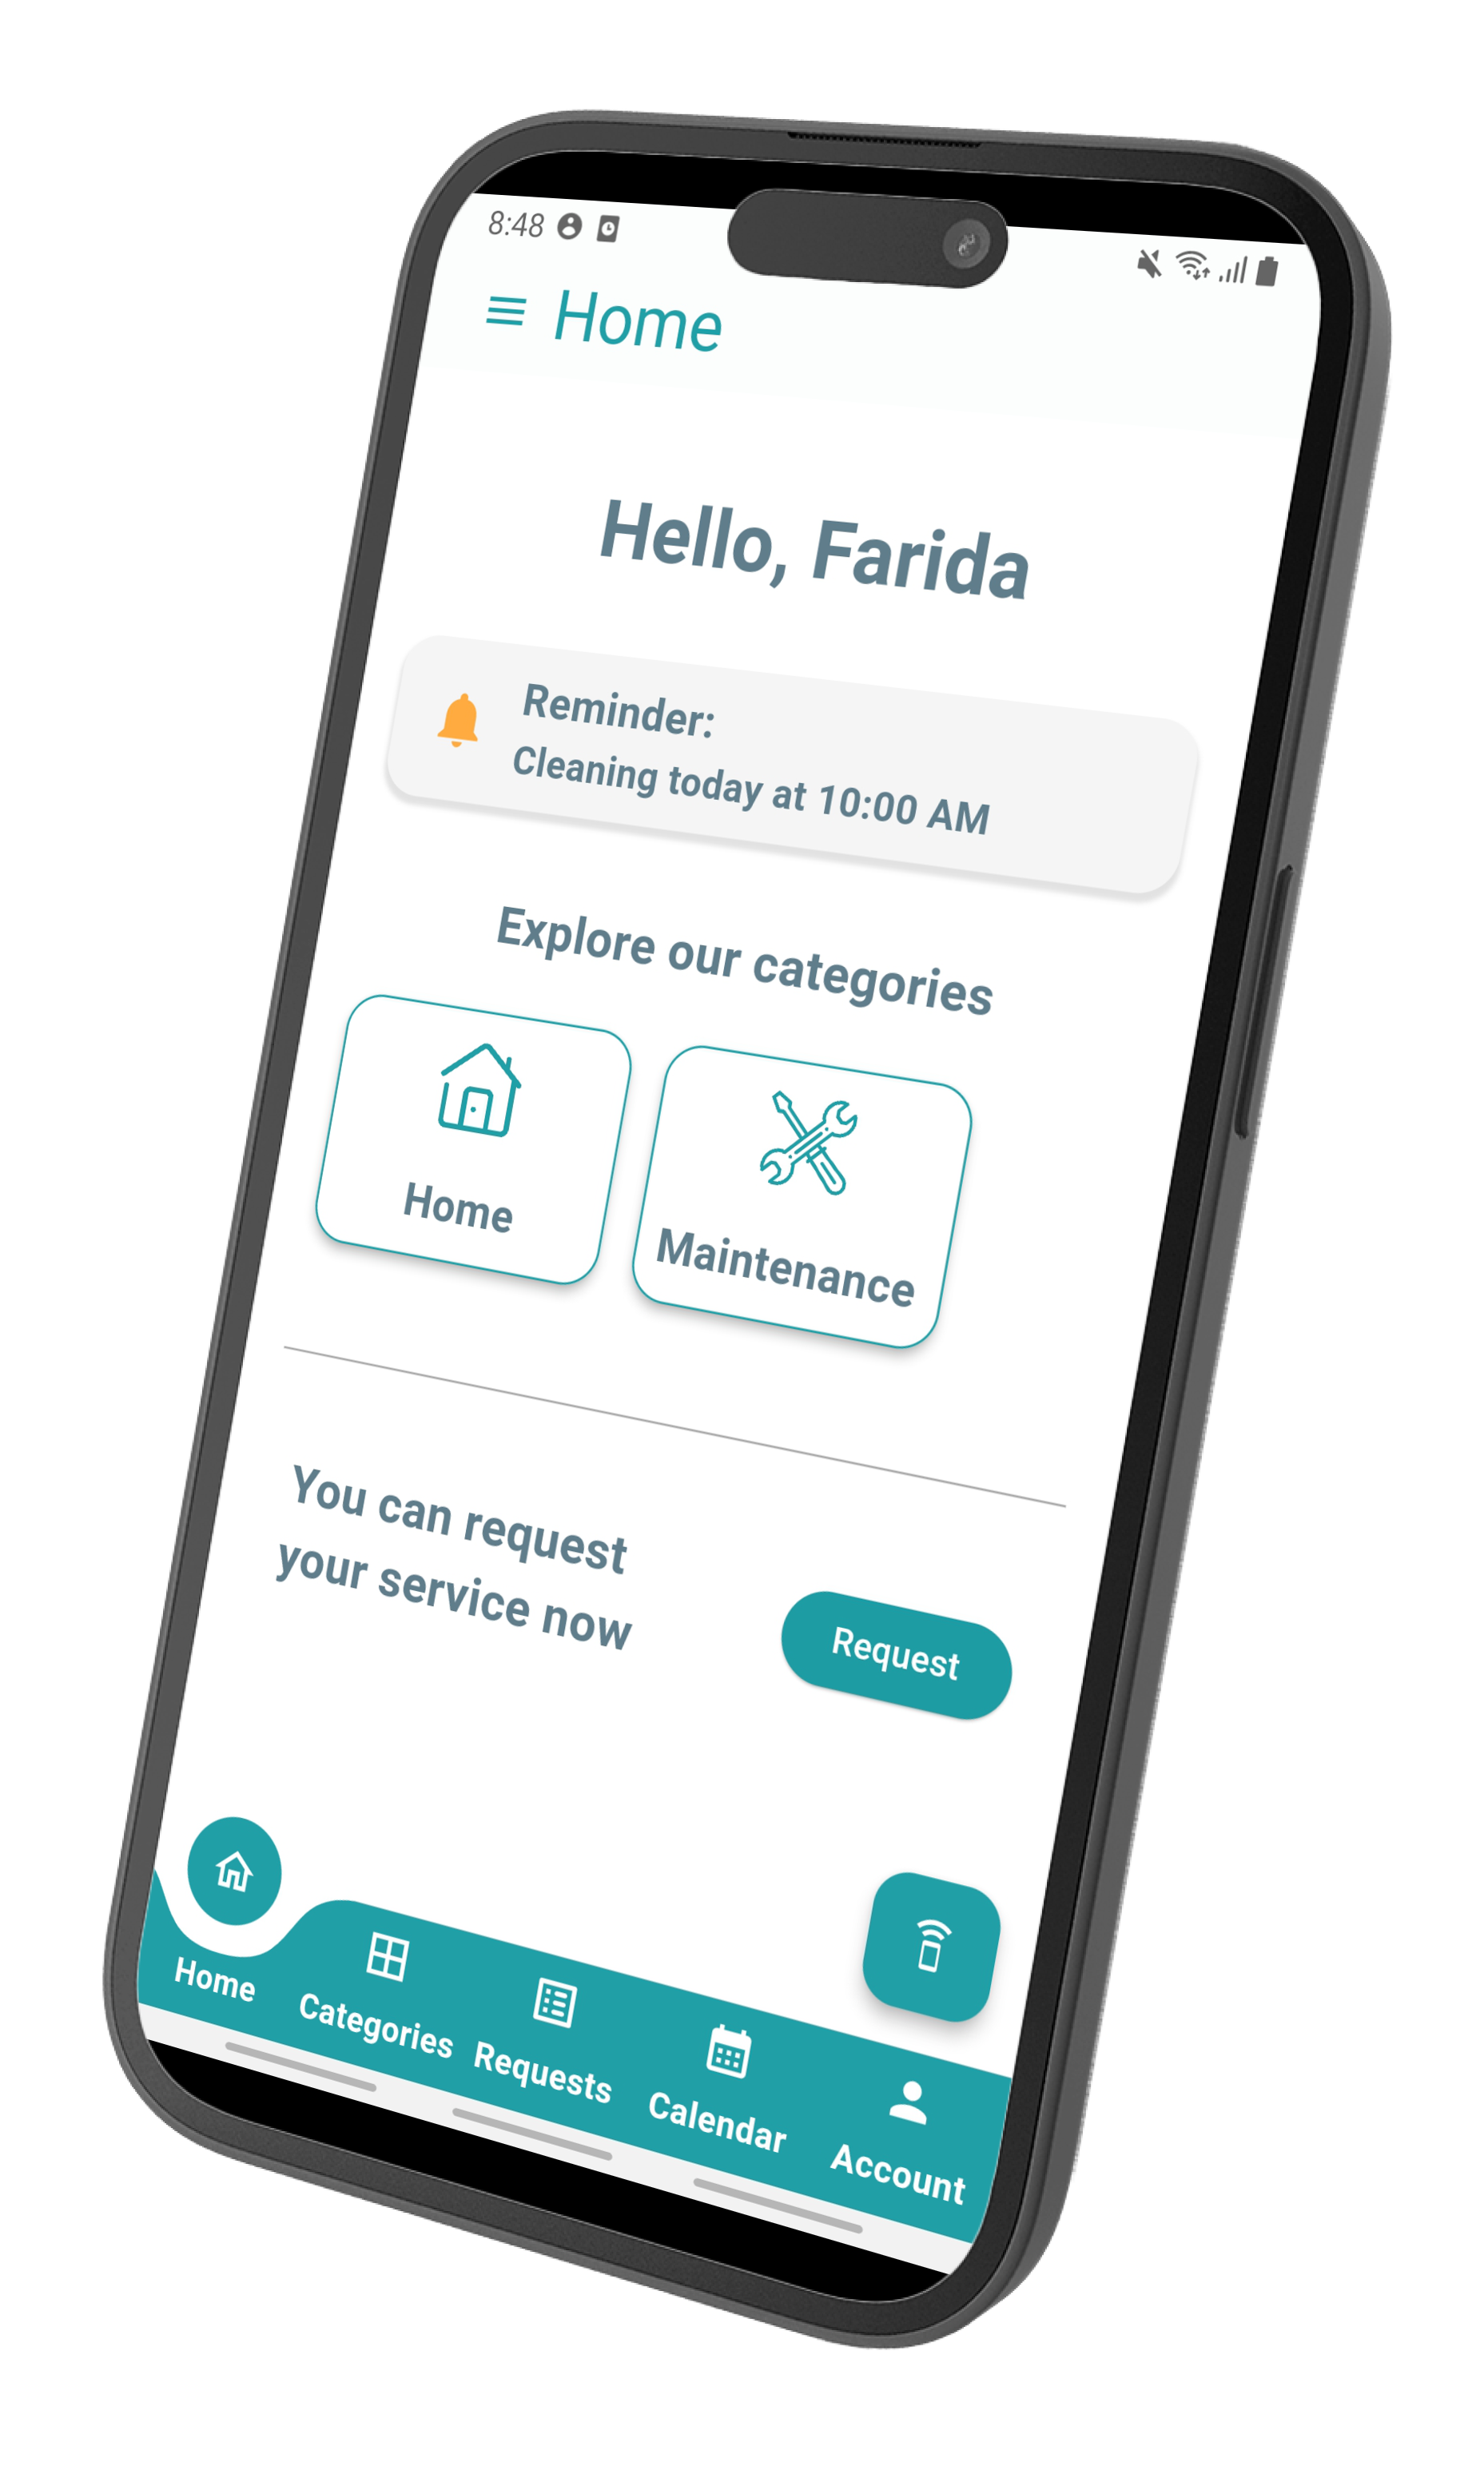 8:48
Home
Hello, Farida
Reminder:
Cleaning today at 10:00 AM
Explore our categories
Home
Maintenance
You can request
your service now
Request
Home
Categories
Requests
Calendar
Account